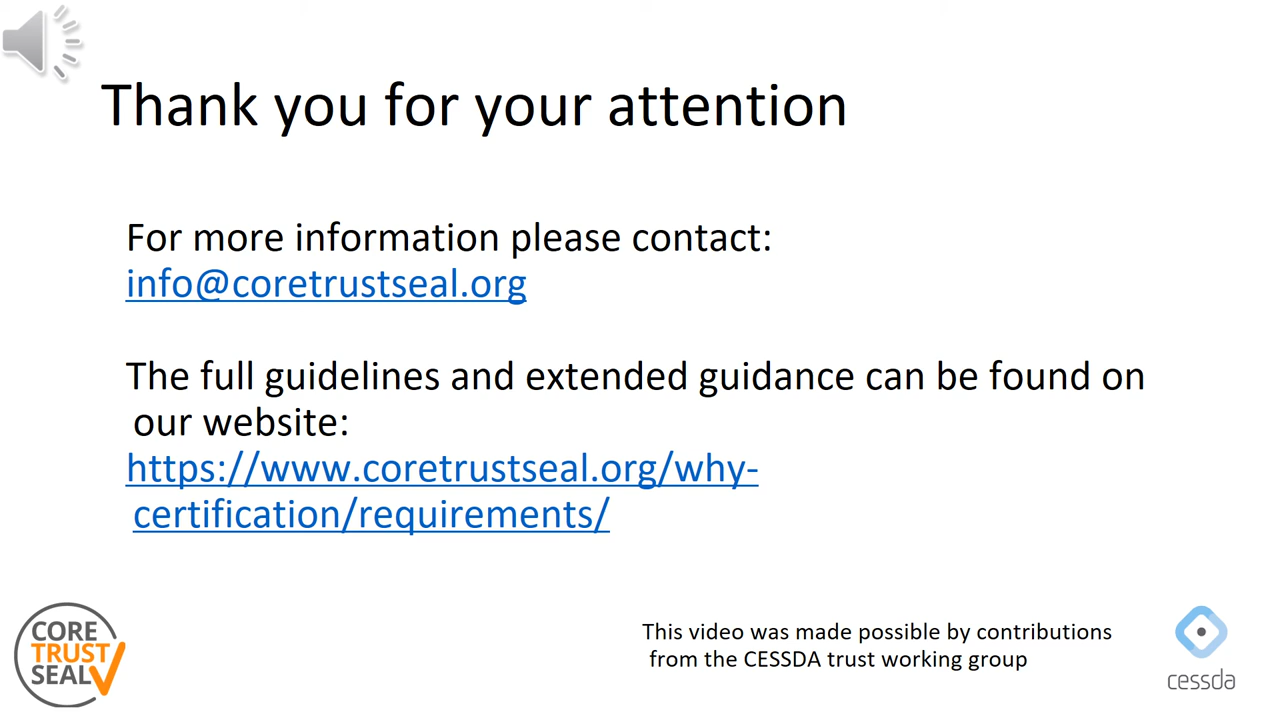 Thank you for your attention
For more information please contact:
info@coretrustseal.org
The full guidelines and extended guidance can be found on
our website:
https://www.coretrustseal.org/why-
certification/requirements/
CORE
TRUST
SEAL
This video was made possible by contributions
from the CESSDA trust working group
cessda